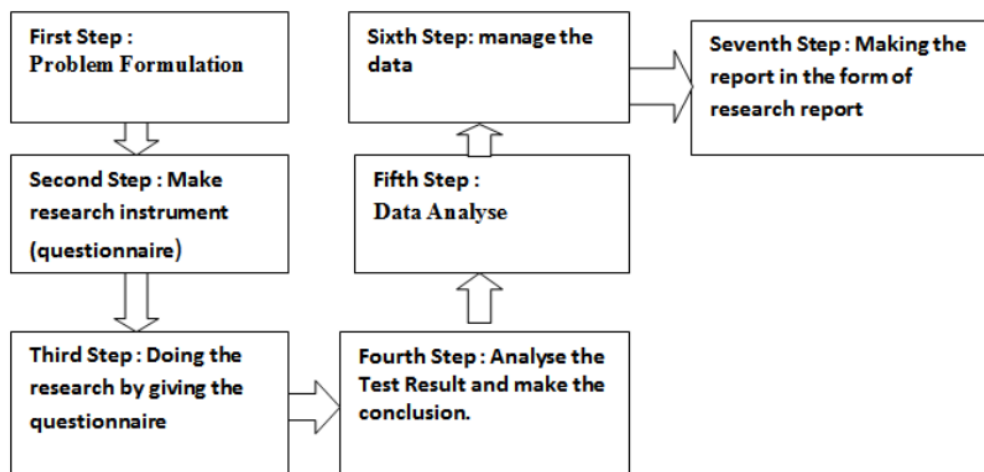 First Step :
Problem Formulation
Second Step : Make
research instrument
(questionnaire)
Third Step : Doing the
research by giving the
questionnaire
Fourth Step : Analyse the
Test Result and make the
conclusion.
Fifth Step :
Data Analyse
Sixth Step: manage the
data
Seventh Step : Making the
report in the form of
research report